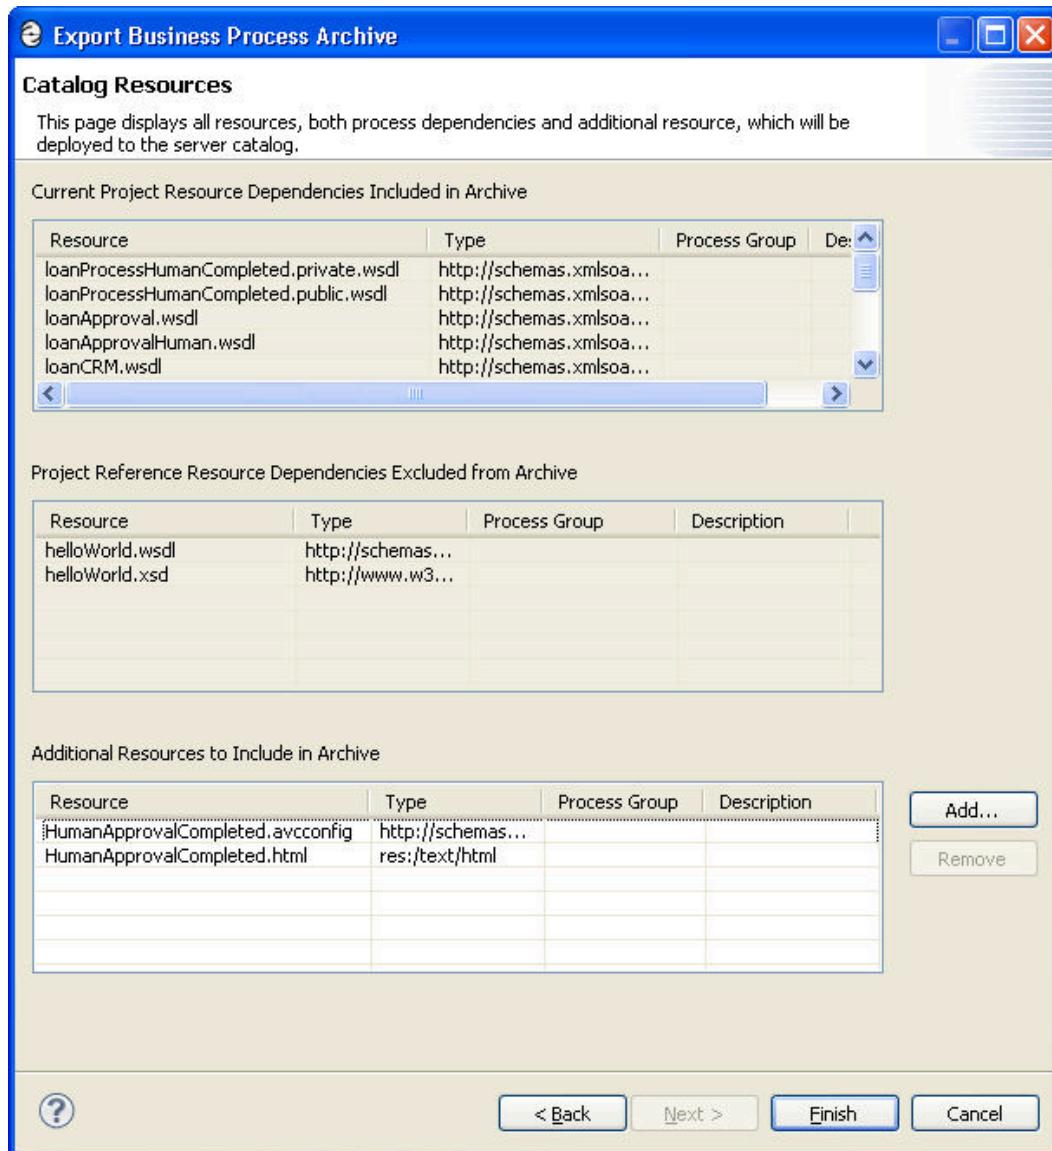 Export Business Process Archive
Catalog Resources
This page displays all resources, both process dependencies and additional resource, which will be
deployed to the server catalog.
Current Project Resource Dependencies Included in Archive
Resource Type Process Group De:
loanProcessHumanCompleted.private.wsdl http://schemas.xmlsoa...
loanProcessHumanCompleted.public.wsdl http://schemas.xmlsoa...
loanApproval.wsdl http://schemas.xmlsoa...
loanApprovalHuman.wsdl http://schemas.xmlsoa...
loanCRM.wsdl http://schemas.xmlsoa...
Project Reference Resource Dependencies Excluded from Archive
Resource Type Process Group Description
helloWorld.wsdl http://schemas...
helloWorld.xsd http://www.w3...
Additional Resources to Include in Archive
Resource Type Process Group Description
Add...
HumanApprovalCompleted.avcconfig http://schemas...
HumanApprovalCompleted.html res:/text/html
Remove
? < Back Next > Finish Cancel